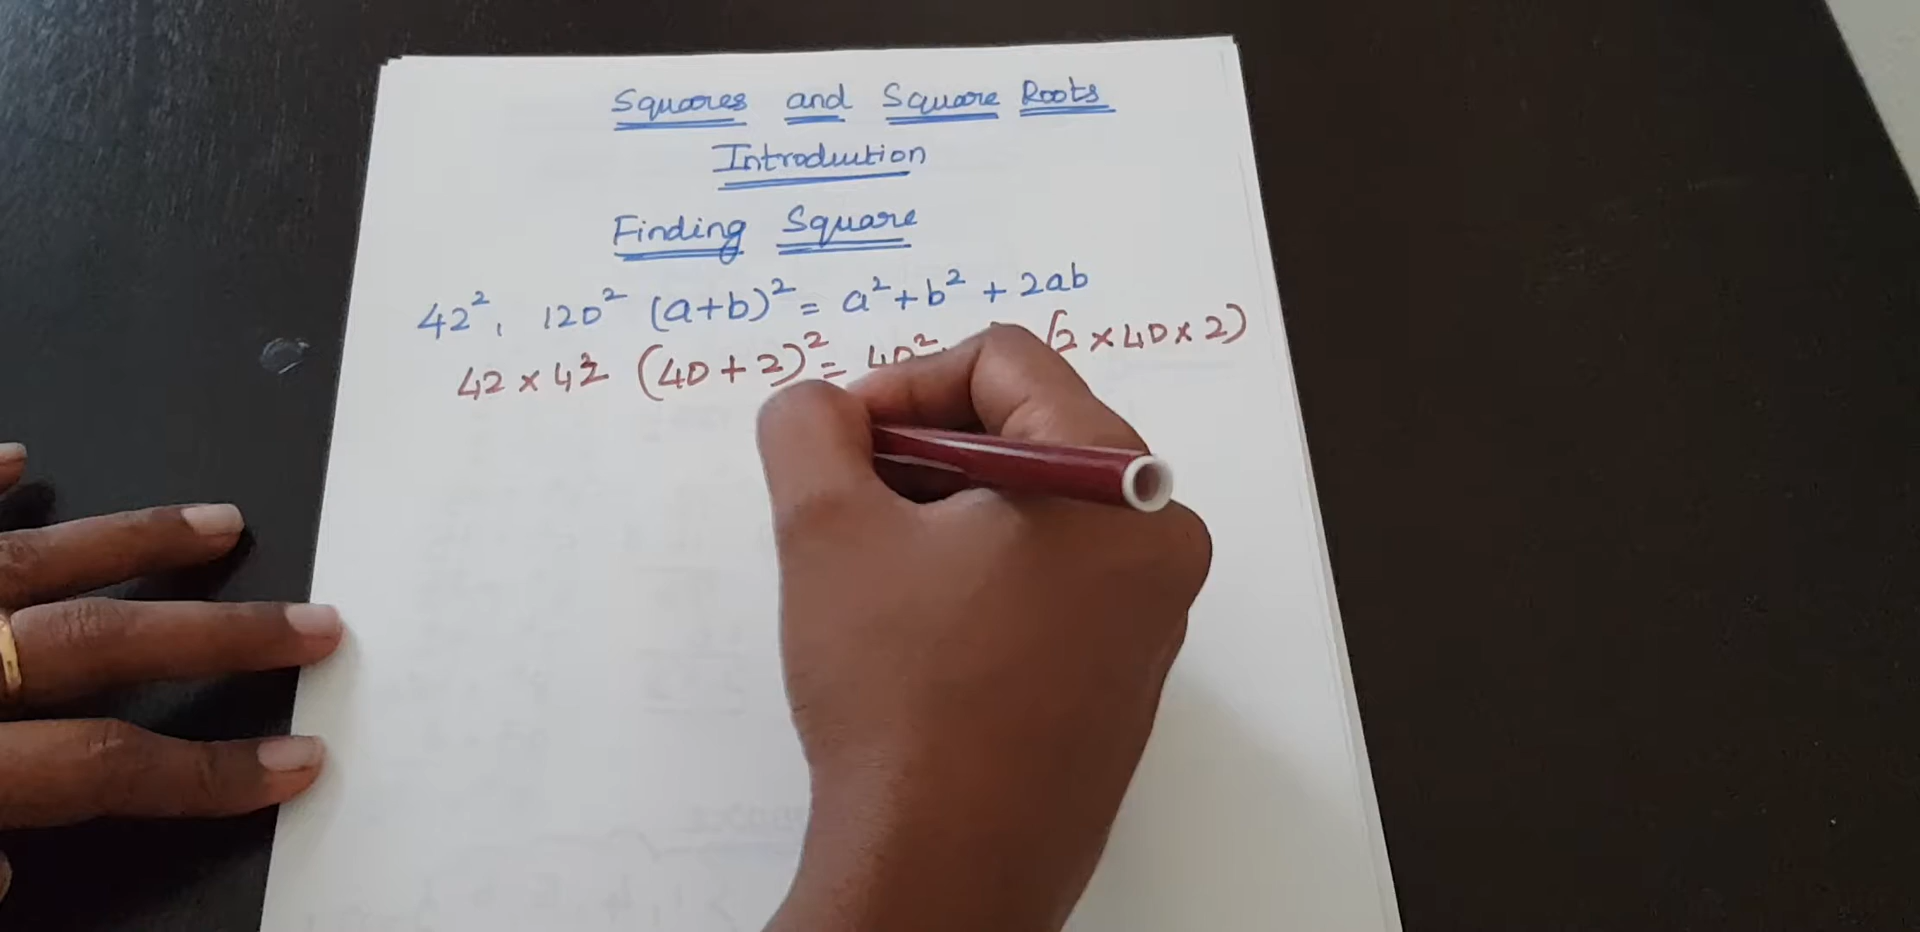 Squares and Square Roots
Introduction
Finding Square
42², 120² (a+b)² = a² + b² + 2ab
42 × 42 (40 + 2)² = 40² (2 × 40 × 2)